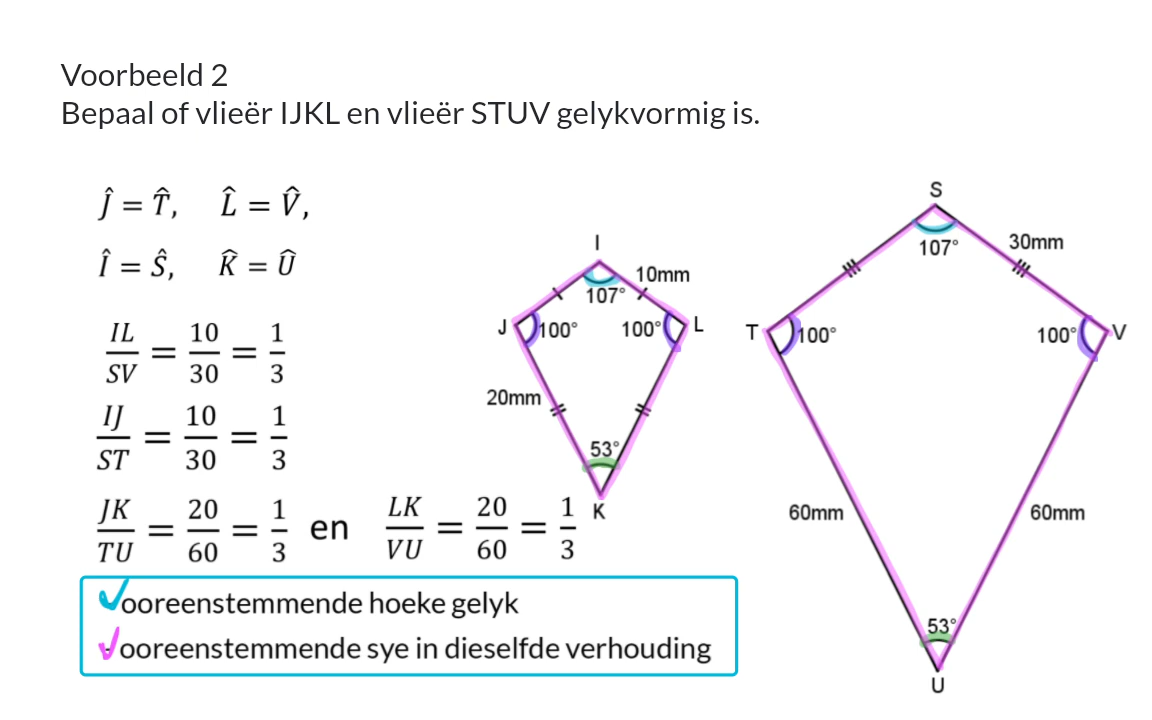 Voorbeeld 2
Bepaal of vlieër IJKL en vlieër STUV gelykvormig is.
Ĵ = T̂, L̂ = V̂,
Î = Ŝ, K̂ = Û
IL/SV = 10/30 = 1/3
IJ/ST = 10/30 = 1/3
JK/TU = 20/60 = 1/3 en LK/VU = 20/60 = 1/3
ooreenstemmende hoeke gelyk
ooreenstemmende sye in dieselfde verhouding
I
10mm
107°
J 100° 100° L
20mm
53°
K
S
107° 30mm
T 100° 100° V
60mm 60mm
53°
U